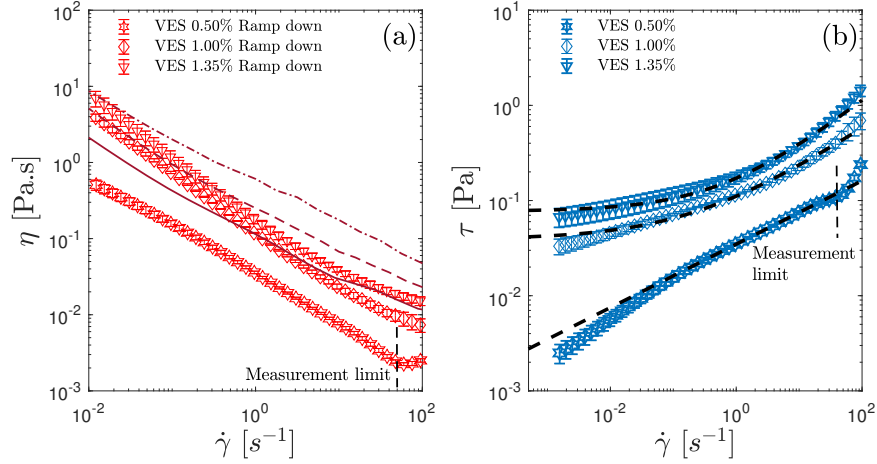 10^2
10^1
10^0
10^-1
10^-2
10^-3
η [Pa.s]
VES 0.50% Ramp down
VES 1.00% Ramp down
VES 1.35% Ramp down
(a)
Measurement limit
10^-2
10^0
10^2
γ̇ [s^-1]
10^1
10^0
10^-1
10^-2
10^-3
τ [Pa]
VES 0.50%
VES 1.00%
VES 1.35%
(b)
Measurement
limit
10^-2
10^0
10^2
γ̇ [s^-1]